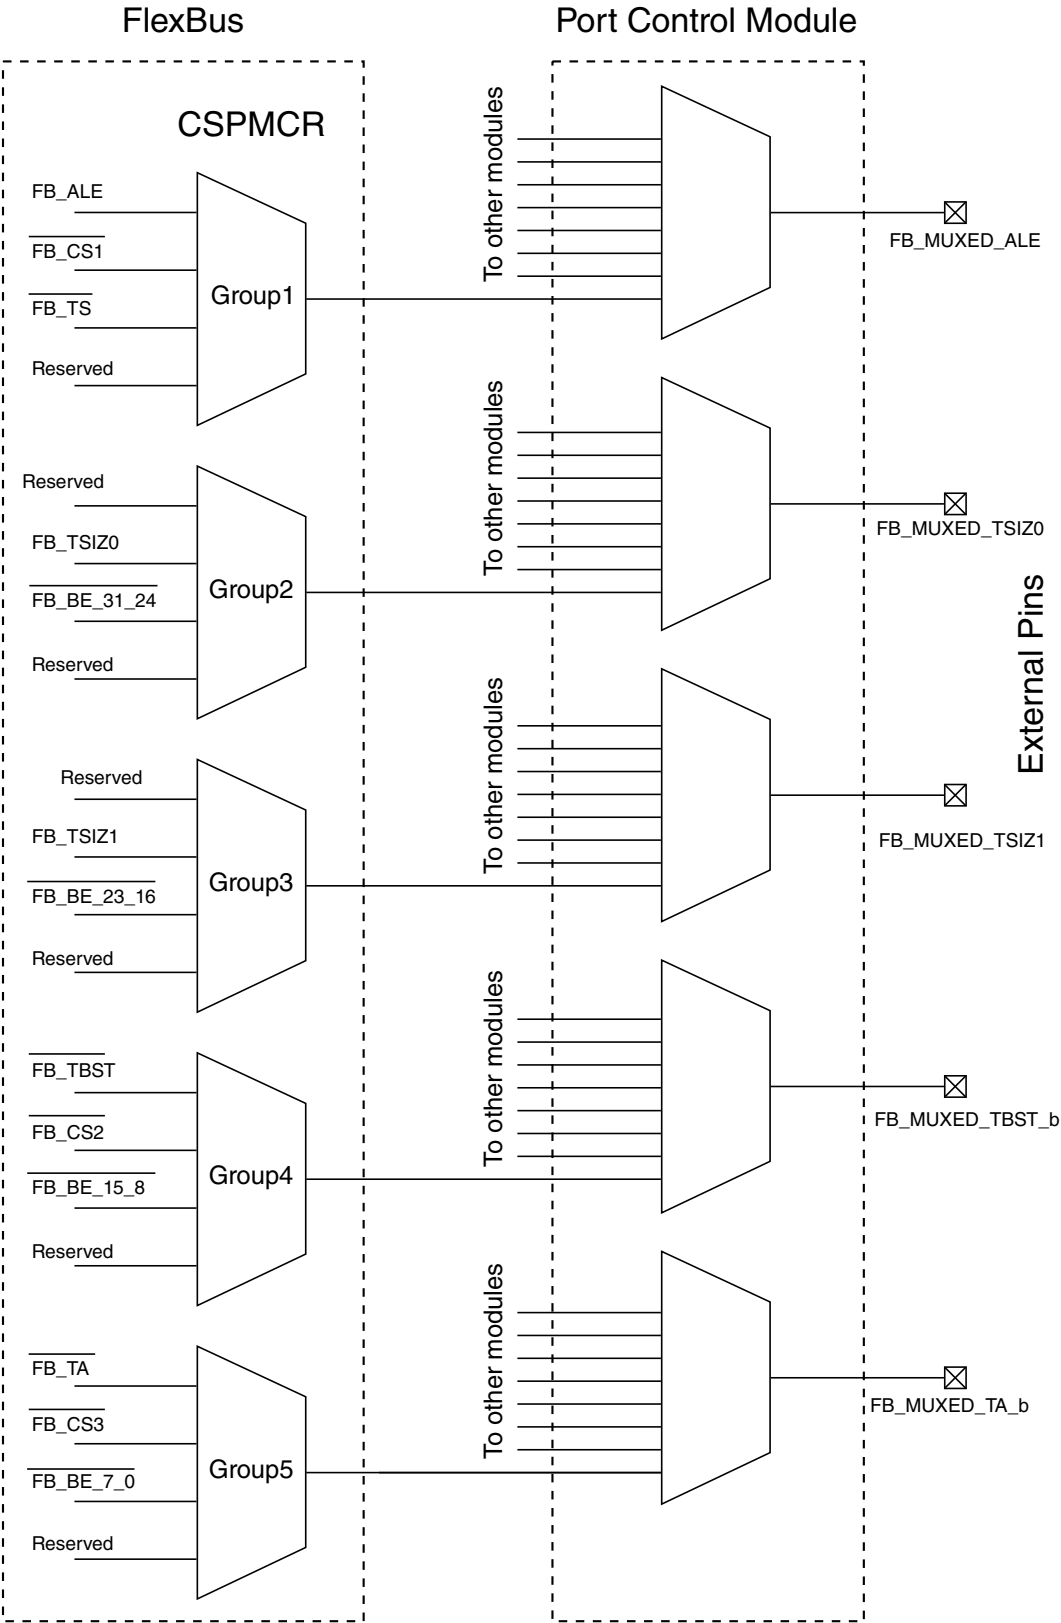 FlexBus
Port Control Module
CSPMCR
FB_ALE
FB_CS1
FB_TS
Reserved
Group1
To other modules
FB_MUXED_ALE
Reserved
FB_TSIZ0
FB_BE_31_24
Reserved
Group2
To other modules
FB_MUXED_TSIZ0
External Pins
Reserved
FB_TSIZ1
FB_BE_23_16
Reserved
Group3
To other modules
FB_MUXED_TSIZ1
FB_TBST
FB_CS2
FB_BE_15_8
Reserved
Group4
To other modules
FB_MUXED_TBST_b
FB_TA
FB_CS3
FB_BE_7_0
Reserved
Group5
To other modules
FB_MUXED_TA_b